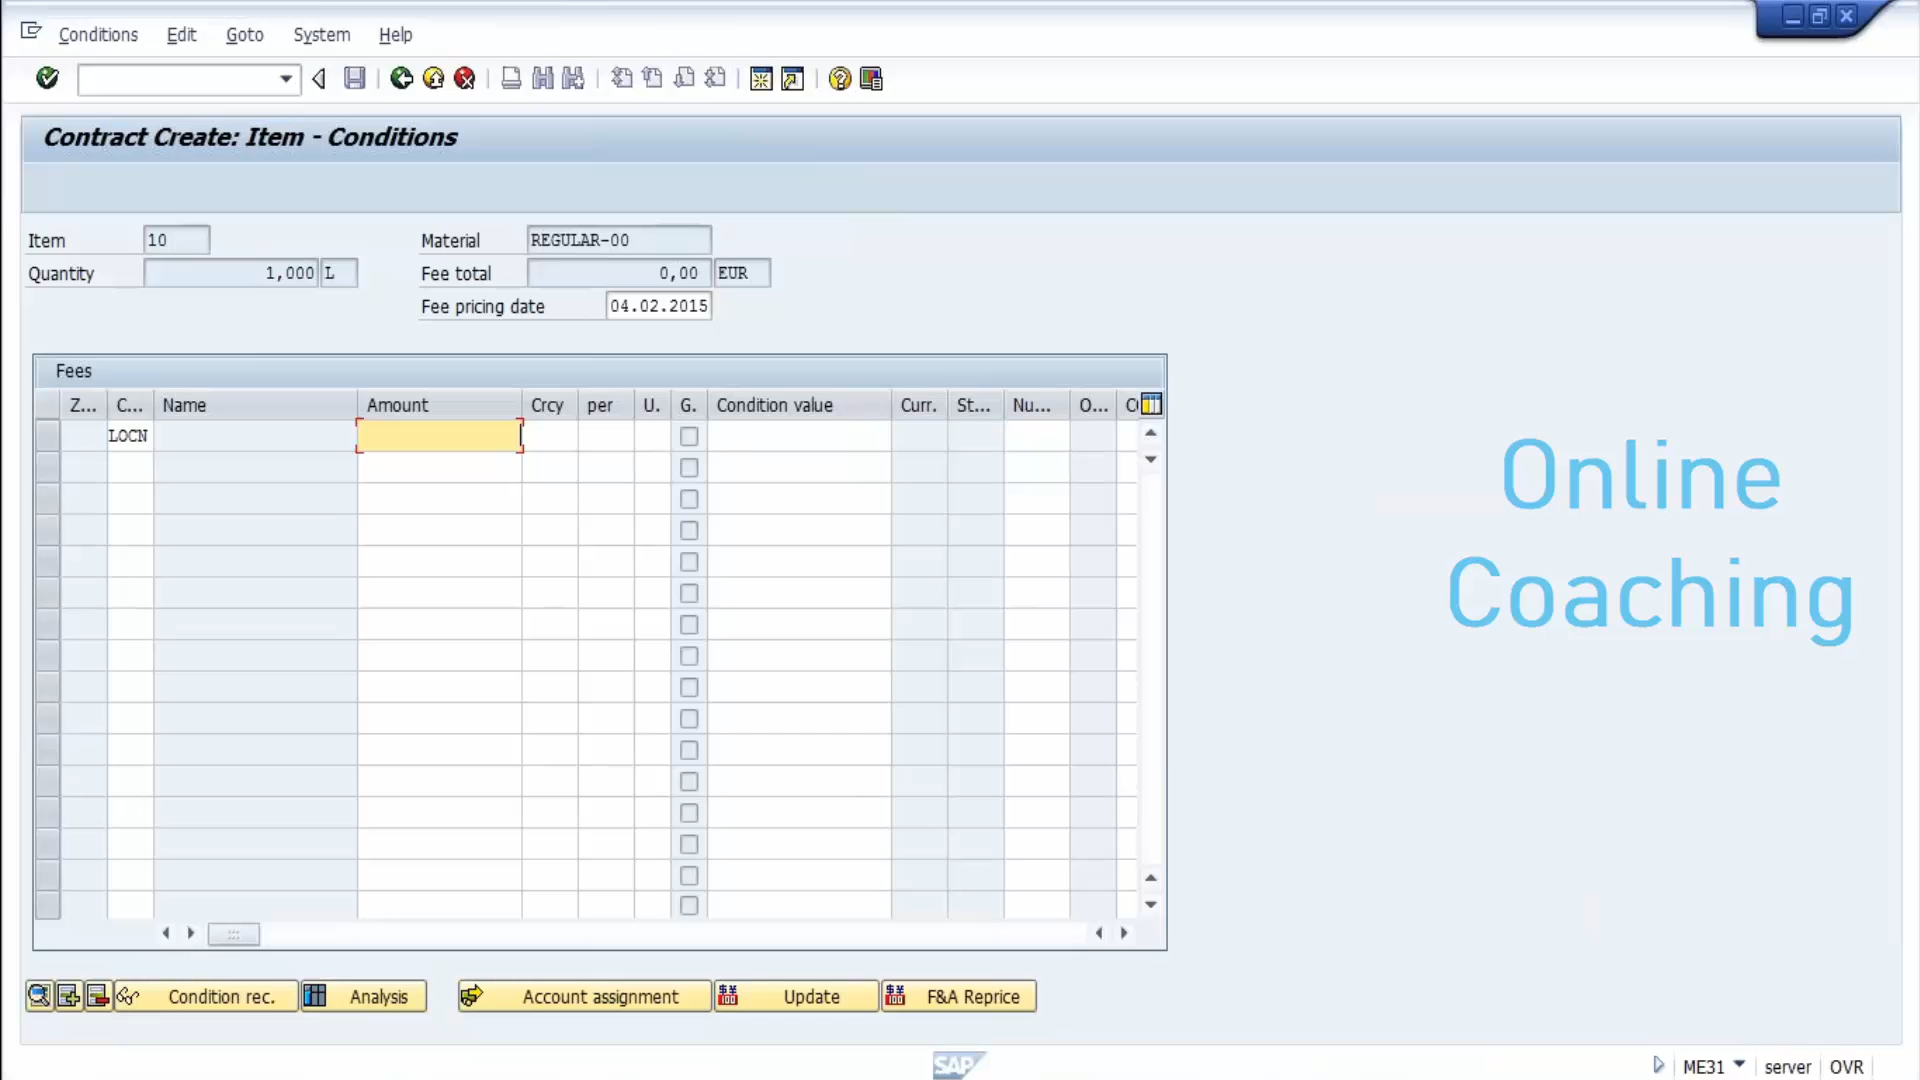 Conditions Edit Goto System Help
Contract Create: Item - Conditions
Item 10 Material REGULAR-00
Quantity 1,000 L Fee total 0,00 EUR
Fee pricing date 04.02.2015
Fees
Z... C... Name Amount Crcy per U. G. Condition value Curr. St... Nu... O...
LOCN
Online
Coaching
Condition rec. Analysis Account assignment Update F&A Reprice
SAP ME31 server OVR